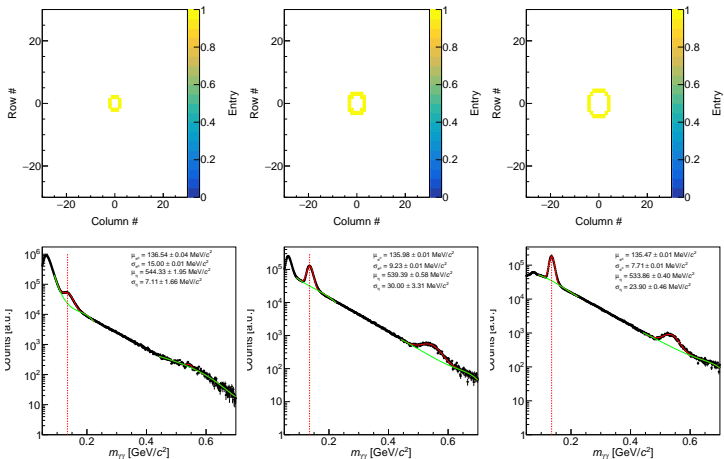 Row #
20
0
−20
−20
0
20
Column #
1
0.8
0.6
0.4
0.2
0
Entry
Row #
20
0
−20
−20
0
20
Column #
1
0.8
0.6
0.4
0.2
0
Entry
Row #
20
0
−20
−20
0
20
Column #
1
0.8
0.6
0.4
0.2
0
Entry
Counts [a.u.]
10⁶
10⁵
10⁴
10³
10²
10
1
μπ⁰: 136.54 ± 0.04 MeV/c²
σπ⁰: 15.00 ± 0.01 MeV/c²
μη: 544.33 ± 1.95 MeV/c²
ση: 7.11 ± 1.66 MeV/c²
0.2
0.4
0.6
mγγ [GeV/c²]
Counts [a.u.]
10⁵
10⁴
10³
10²
10
1
μπ⁰: 135.98 ± 0.01 MeV/c²
σπ⁰: 9.23 ± 0.01 MeV/c²
μη: 539.39 ± 0.58 MeV/c²
ση: 30.00 ± 3.31 MeV/c²
0.2
0.4
0.6
mγγ [GeV/c²]
Counts [a.u.]
10⁵
10⁴
10³
10²
10
1
μπ⁰: 135.47 ± 0.01 MeV/c²
σπ⁰: 7.71 ± 0.01 MeV/c²
μη: 533.86 ± 0.40 MeV/c²
ση: 23.90 ± 0.46 MeV/c²
0.2
0.4
0.6
mγγ [GeV/c²]